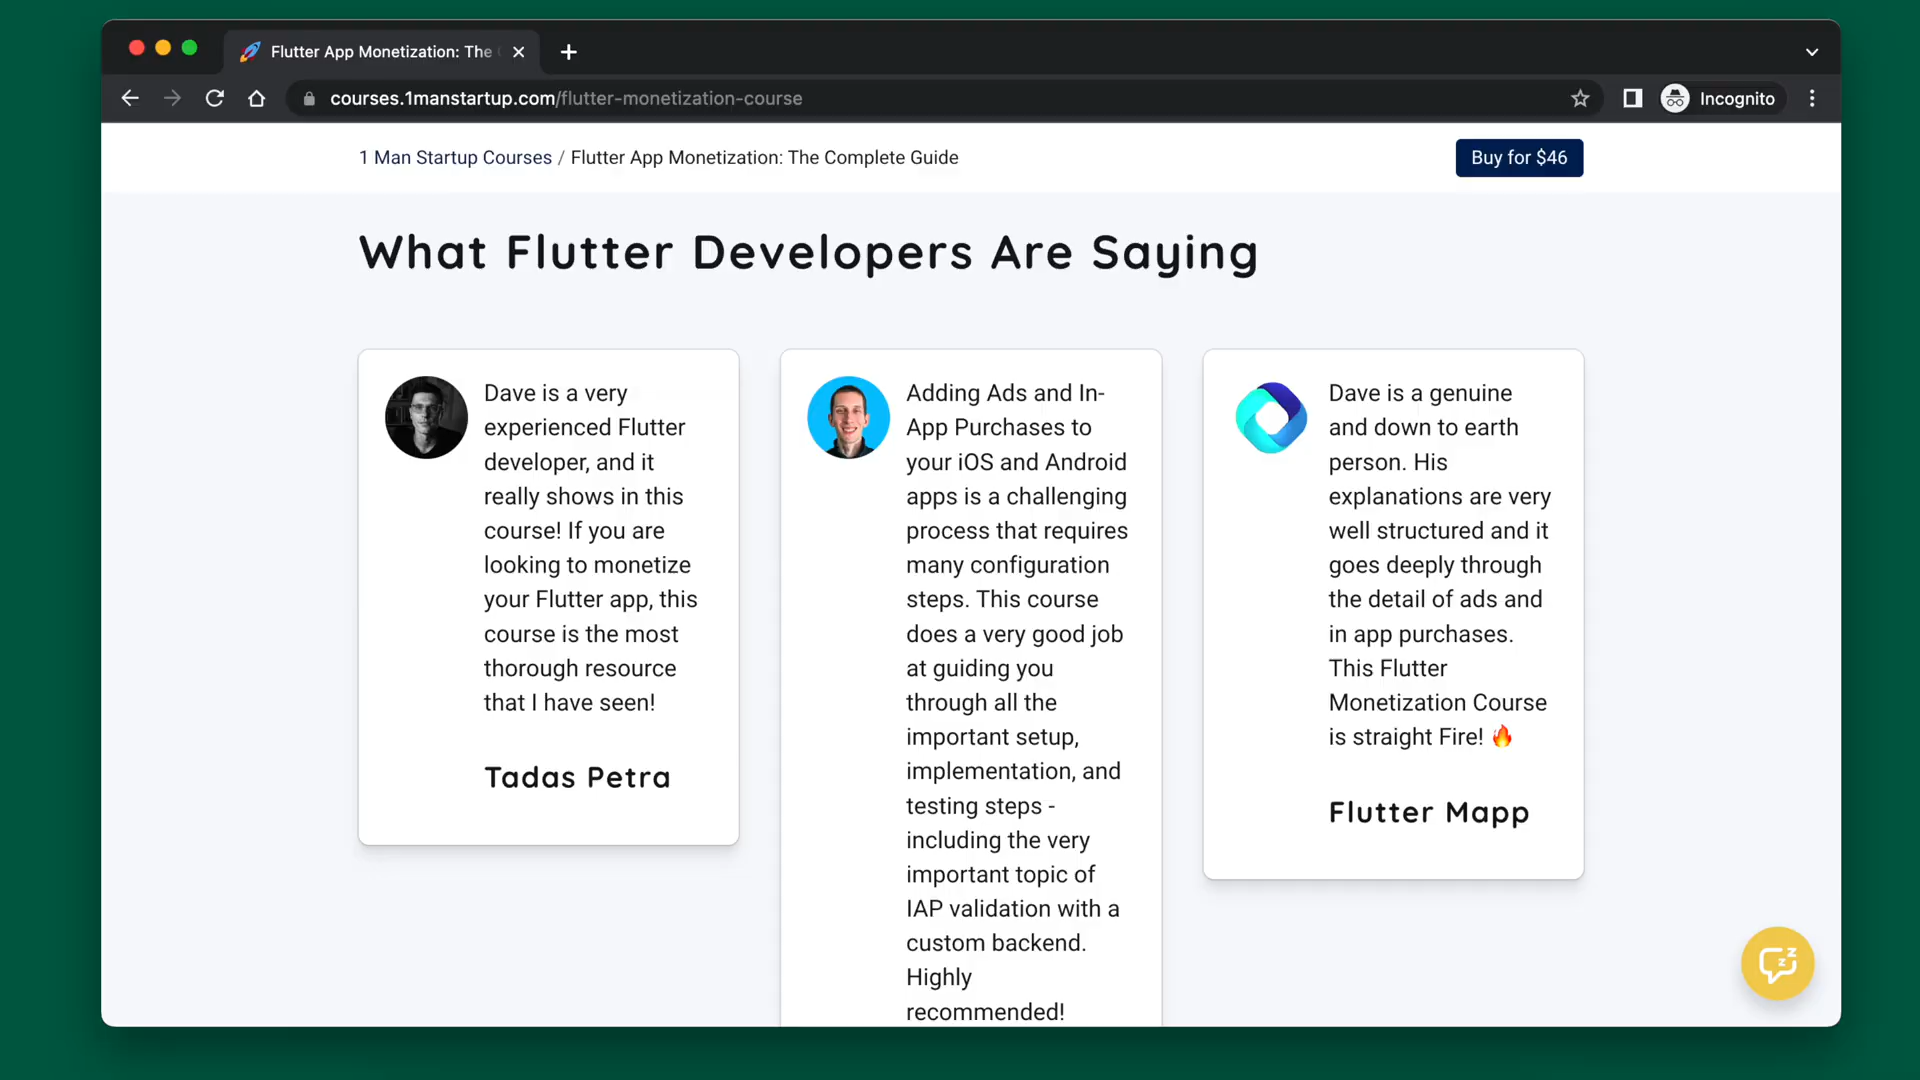 Flutter App Monetization: The
courses.1manstartup.com/flutter-monetization-course
Incognito
1 Man Startup Courses / Flutter App Monetization: The Complete Guide
Buy for $46
What Flutter Developers Are Saying
Dave is a very
experienced Flutter
developer, and it
really shows in this
course! If you are
looking to monetize
your Flutter app, this
course is the most
thorough resource
that I have seen!
Tadas Petra
Adding Ads and In-
App Purchases to
your iOS and Android
apps is a challenging
process that requires
many configuration
steps. This course
does a very good job
at guiding you
through all the
important setup,
implementation, and
testing steps -
including the very
important topic of
IAP validation with a
custom backend.
Highly
recommended!
Dave is a genuine
and down to earth
person. His
explanations are very
well structured and it
goes deeply through
the detail of ads and
in app purchases.
This Flutter
Monetization Course
is straight Fire! 🔥
Flutter Mapp
z z